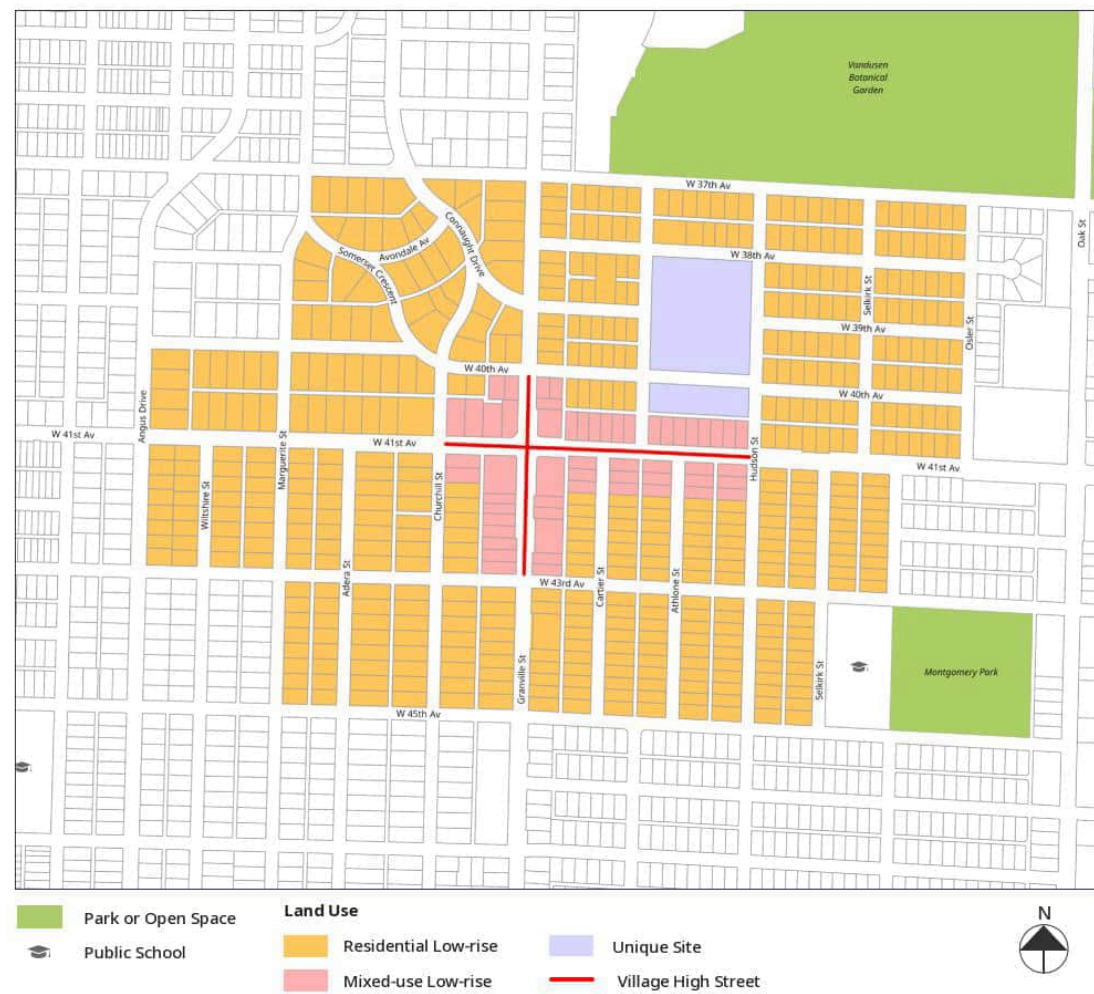 Vandusen
Botanical
Garden
W 37th Av
Oak St
Connaught Drive
Avondale Av
Somerset Crescent
W 38th Av
Selkirk St
W 39th Av
Osler St
W 40th Av
W 40th Av
Angus Drive
W 41st Av
Marguerite St
W 41st Av
Hudson St
W 41st Av
Wiltshire St
Churchill St
Adera St
W 43rd Av
Cartier St
Athlone St
Granville St
Selkirk St
Montgomery Park
W 45th Av
Park or Open Space
Public School
Land Use
Residential Low-rise
Mixed-use Low-rise
Unique Site
Village High Street
N